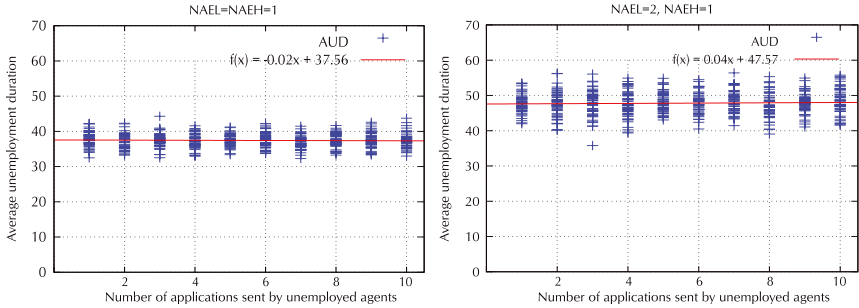 NAEL=NAEH=1
AUD
f(x) = -0.02x + 37.56
Average unemployment duration
70
60
50
40
30
20
10
0
2
4
6
8
10
Number of applications sent by unemployed agents
NAEL=2, NAEH=1
AUD
f(x) = 0.04x + 47.57
Average unemployment duration
70
60
50
40
30
20
10
0
2
4
6
8
10
Number of applications sent by unemployed agents